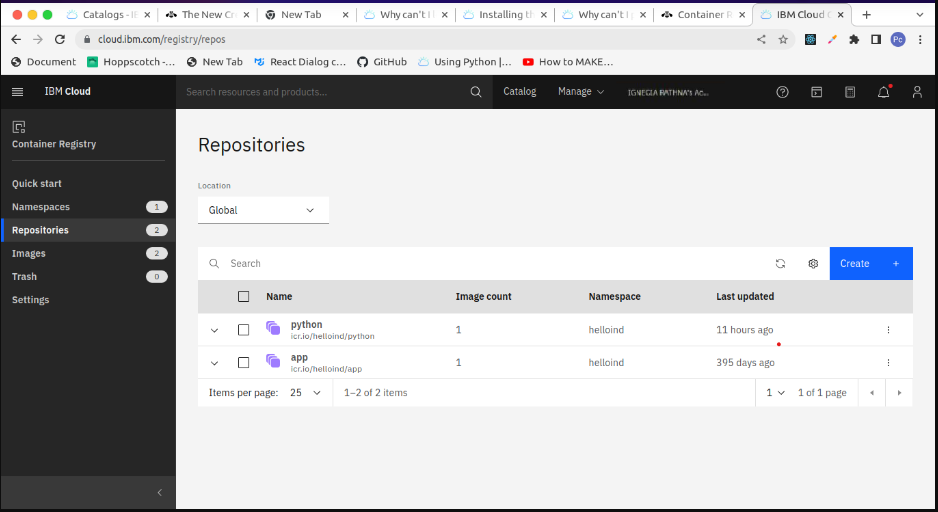 Catalogs - IB
The New Cre
New Tab
Why can't I l
Installing th
Why can't I p
Container R
IBM Cloud C
cloud.ibm.com/registry/repos
Pc
Document
Hoppscotch -...
New Tab
React Dialog c...
GitHub
Using Python |...
How to MAKE...
IBM Cloud
Search resources and products...
Catalog
Manage
Container Registry
Quick start
Namespaces 1
Repositories 2
Images 2
Trash 0
Settings
Repositories
Location
Global
Search
Create +
Name Image count Namespace Last updated
python 1 helloind 11 hours ago
icr.io/helloind/python
app 1 helloind 395 days ago
icr.io/helloind/app
Items per page: 25 1–2 of 2 items 1 1 of 1 page